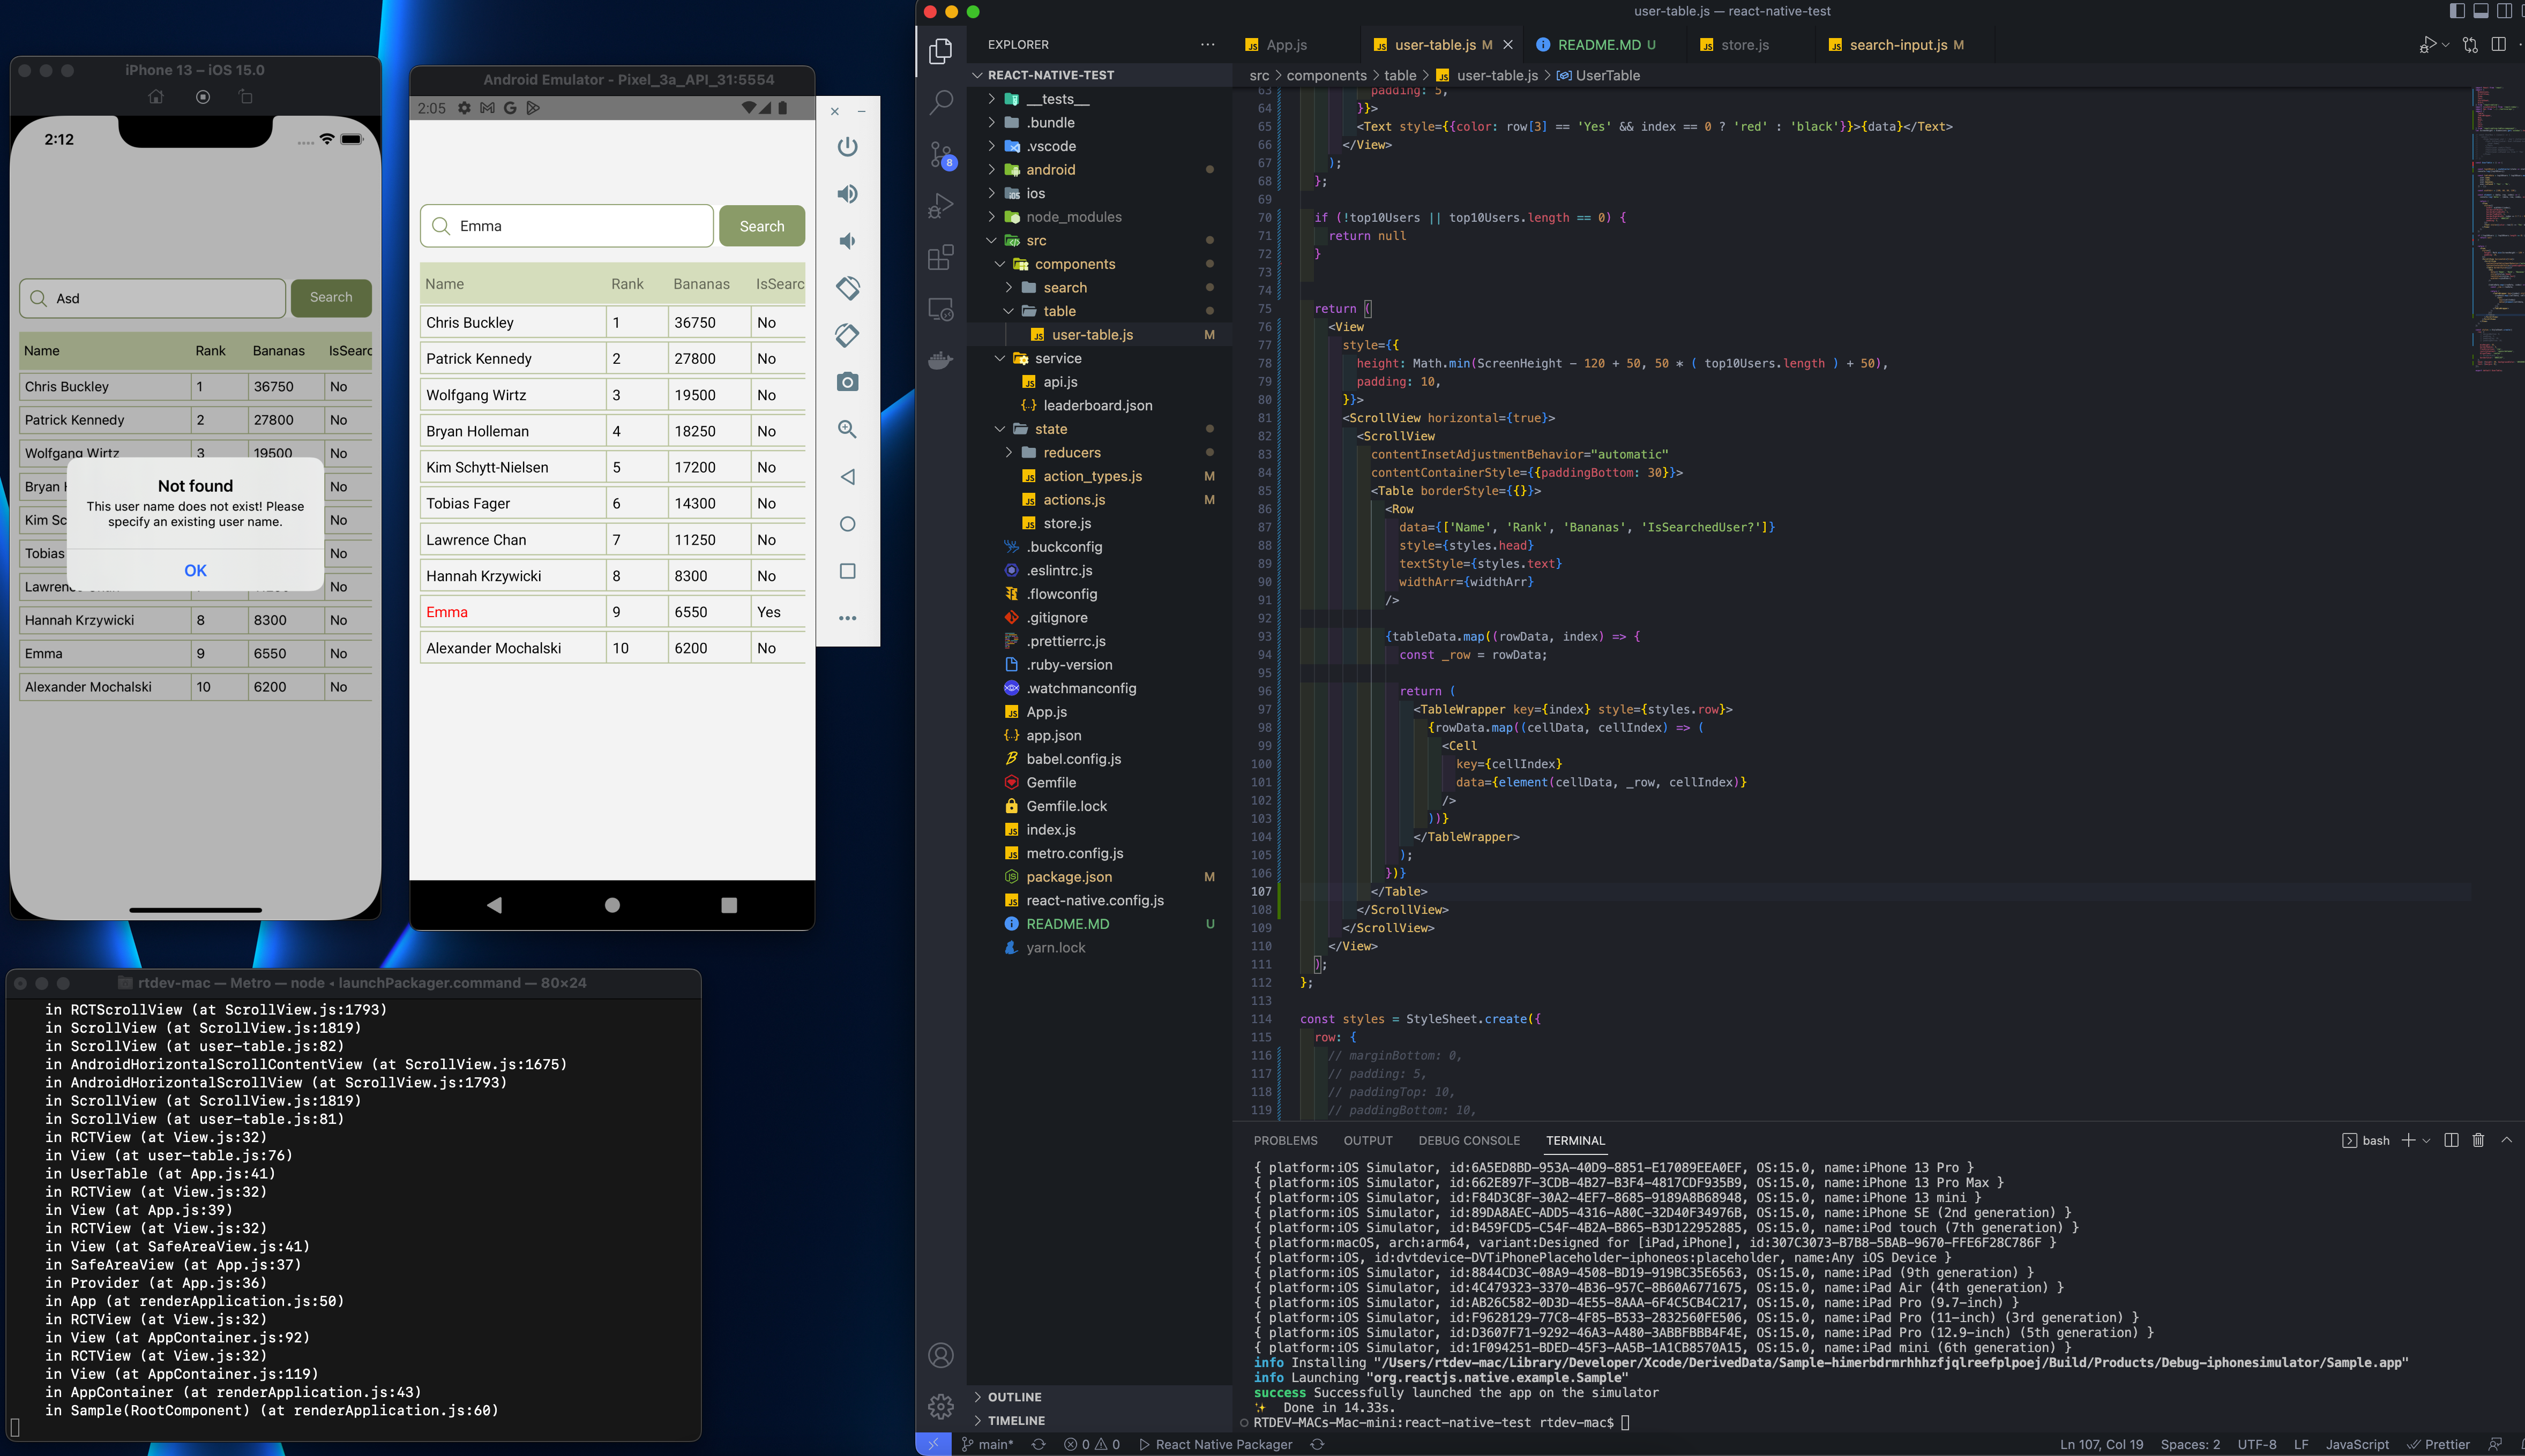 iPhone 13 – iOS 15.0
2:12
Asd
Search
Name Rank Bananas IsSearc
Chris Buckley 1 36750 No
Patrick Kennedy 2 27800 No
Wolfgang Wirtz 3 19500 No
Bryan No
Kim Sc No
Tobias No
Lawren No
Hannah Krzywicki 8 8300 No
Emma 9 6550 No
Alexander Mochalski 10 6200 No
Not found
This user name does not exist! Please
specify an existing user name.
OK
Android Emulator - Pixel_3a_API_31:5554
2:05
Emma
Search
Name Rank Bananas IsSearc
Chris Buckley 1 36750 No
Patrick Kennedy 2 27800 No
Wolfgang Wirtz 3 19500 No
Bryan Holleman 4 18250 No
Kim Schytt-Nielsen 5 17200 No
Tobias Fager 6 14300 No
Lawrence Chan 7 11250 No
Hannah Krzywicki 8 8300 No
Emma 9 6550 Yes
Alexander Mochalski 10 6200 No
rtdev-mac — Metro — node ◂ launchPackager.command — 80×24
in RCTScrollView (at ScrollView.js:1793)
in ScrollView (at ScrollView.js:1819)
in ScrollView (at user-table.js:82)
in AndroidHorizontalScrollContentView (at ScrollView.js:1675)
in AndroidHorizontalScrollView (at ScrollView.js:1793)
in ScrollView (at ScrollView.js:1819)
in ScrollView (at user-table.js:81)
in RCTView (at View.js:32)
in View (at user-table.js:76)
in UserTable (at App.js:41)
in RCTView (at View.js:32)
in View (at App.js:39)
in RCTView (at View.js:32)
in View (at SafeAreaView.js:41)
in SafeAreaView (at App.js:37)
in Provider (at App.js:36)
in App (at renderApplication.js:50)
in RCTView (at View.js:32)
in View (at AppContainer.js:92)
in RCTView (at View.js:32)
in View (at AppContainer.js:119)
in AppContainer (at renderApplication.js:43)
in Sample(RootComponent) (at renderApplication.js:60)
user-table.js — react-native-test
EXPLORER
REACT-NATIVE-TEST
__tests__
.bundle
.vscode
android
ios
node_modules
src
components
search
table
user-table.js M
service
api.js
leaderboard.json
state
reducers
action_types.js M
actions.js M
store.js
.buckconfig
.eslintrc.js
.flowconfig
.gitignore
.prettierrc.js
.ruby-version
.watchmanconfig
App.js
app.json
babel.config.js
Gemfile
Gemfile.lock
index.js
metro.config.js
package.json M
react-native.config.js
README.MD U
yarn.lock
OUTLINE
TIMELINE
8
App.js
user-table.js M
README.MD U
store.js
search-input.js M
src > components > table > user-table.js > UserTable
63 padding: 5,
64 }}>
65 <Text style={{color: row[3] == 'Yes' && index == 0 ? 'red' : 'black'}}>{data}</Text>
66 </View>
67 );
68 };
69
70 if (!top10Users || top10Users.length == 0) {
71 return null
72 }
73
74
75 return (
76 <View
77 style={{
78 height: Math.min(ScreenHeight - 120 + 50, 50 * ( top10Users.length ) + 50),
79 padding: 10,
80 }}>
81 <ScrollView horizontal={true}>
82 <ScrollView
83 contentInsetAdjustmentBehavior="automatic"
84 contentContainerStyle={{paddingBottom: 30}}>
85 <Table borderStyle={{}}>
86 <Row
87 data={['Name', 'Rank', 'Bananas', 'IsSearchedUser?']}
88 style={styles.head}
89 textStyle={styles.text}
90 widthArr={widthArr}
91 />
92
93 {tableData.map((rowData, index) => {
94 const _row = rowData;
95
96 return (
97 <TableWrapper key={index} style={styles.row}>
98 {rowData.map((cellData, cellIndex) => (
99 <Cell
100 key={cellIndex}
101 data={element(cellData, _row, cellIndex)}
102 />
103 ))}
104 </TableWrapper>
105 );
106 })}
107 </Table>
108 </ScrollView>
109 </ScrollView>
110 </View>
111 );
112 };
113
114 const styles = StyleSheet.create({
115 row: {
116 // marginBottom: 0,
117 // padding: 5,
118 // paddingTop: 10,
119 // paddingBottom: 10,
PROBLEMS OUTPUT DEBUG CONSOLE TERMINAL
bash
{ platform:iOS Simulator, id:6A5ED8BD-953A-40D9-8851-E17089EEA0EF, OS:15.0, name:iPhone 13 Pro }
{ platform:iOS Simulator, id:662E897F-3CDB-4B27-B3F4-4817CDF935B9, OS:15.0, name:iPhone 13 Pro Max }
{ platform:iOS Simulator, id:F84D3C8F-30A2-4EF7-8685-9189A8B68948, OS:15.0, name:iPhone 13 mini }
{ platform:iOS Simulator, id:89DA8AEC-ADD5-4316-A80C-32D40F34976B, OS:15.0, name:iPhone SE (2nd generation) }
{ platform:iOS Simulator, id:B459FCD5-C54F-4B2A-B865-B3D122952885, OS:15.0, name:iPod touch (7th generation) }
{ platform:macOS, arch:arm64, variant:Designed for [iPad,iPhone], id:307C3073-B7B8-5BAB-9670-FFE6F28C786F }
{ platform:iOS, id:dvtdevice-DVTiPhonePlaceholder-iphoneos:placeholder, name:Any iOS Device }
{ platform:iOS Simulator, id:8844CD3C-08A9-4508-BD19-919BC35E6563, OS:15.0, name:iPad (9th generation) }
{ platform:iOS Simulator, id:4C479323-3370-4B36-957C-8B60A6771675, OS:15.0, name:iPad Air (4th generation) }
{ platform:iOS Simulator, id:AB26C582-0D3D-4E55-8AAA-6F4C5CB4C217, OS:15.0, name:iPad Pro (9.7-inch) }
{ platform:iOS Simulator, id:F9628129-77C8-4F85-B533-2832560FE506, OS:15.0, name:iPad Pro (11-inch) (3rd generation) }
{ platform:iOS Simulator, id:D3607F71-9292-46A3-A480-3ABBFBBB4F4E, OS:15.0, name:iPad Pro (12.9-inch) (5th generation) }
{ platform:iOS Simulator, id:1F094251-BDED-45F3-AA5B-1A1CB8570A15, OS:15.0, name:iPad mini (6th generation) }
info Installing "/Users/rtdev-mac/Library/Developer/Xcode/DerivedData/Sample-himerbdrmrhhhzfjqlreefplpoej/Build/Products/Debug-iphonesimulator/Sample.app"
info Launching "org.reactjs.native.example.Sample"
success Successfully launched the app on the simulator
✨ Done in 14.33s.
RTDEV-MACs-Mac-mini:react-native-test rtdev-mac$
main* 0 0 React Native Packager
Ln 107, Col 19 Spaces: 2 UTF-8 LF JavaScript Prettier